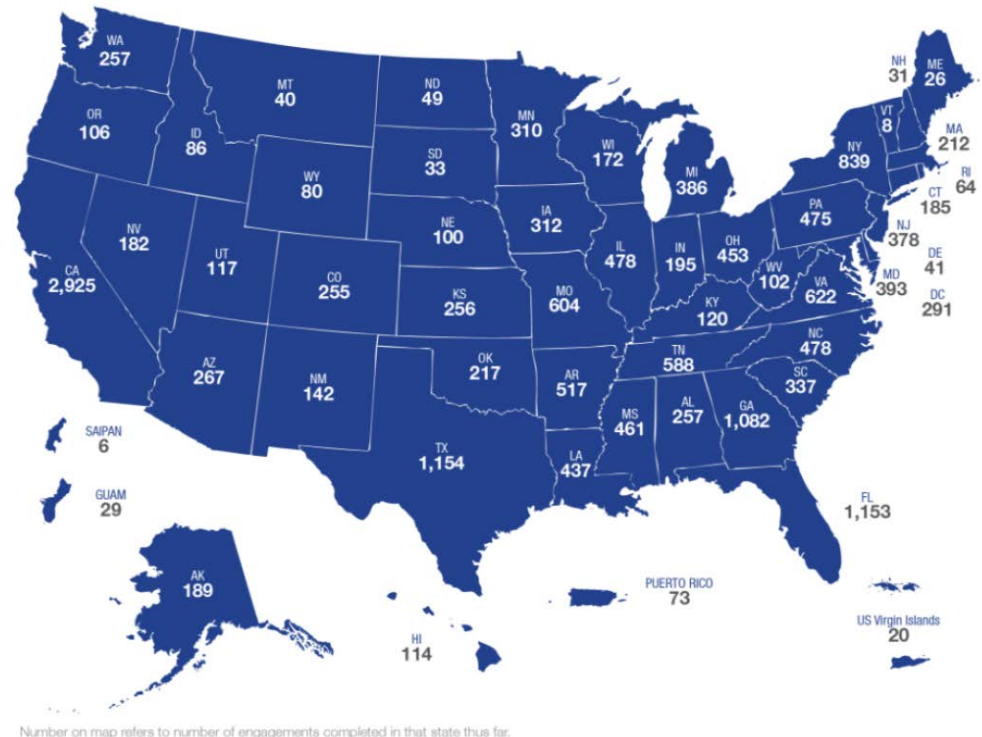 WA
257
MT
40
ND
49
MN
310
OR
106
ID
86
WY
80
SD
33
WI
172
MI
386
NH
31
ME
26
VT
8
NY
839
MA
212
RI
64
CT
185
NJ
378
DE
41
MD
393
DC
291
NV
182
UT
117
CA
2,925
CO
255
NE
100
IA
312
KS
256
MO
604
IL
478
IN
195
OH
453
PA
475
WV
102
VA
622
KY
120
NC
478
TN
588
SC
337
AZ
267
NM
142
OK
217
AR
517
MS
461
AL
257
GA
1,082
TX
1,154
LA
437
FL
1,153
SAIPAN
6
GUAM
29
AK
189
HI
114
PUERTO RICO
73
US Virgin Islands
20
Number on map refers to number of engagements completed in that state thus far.